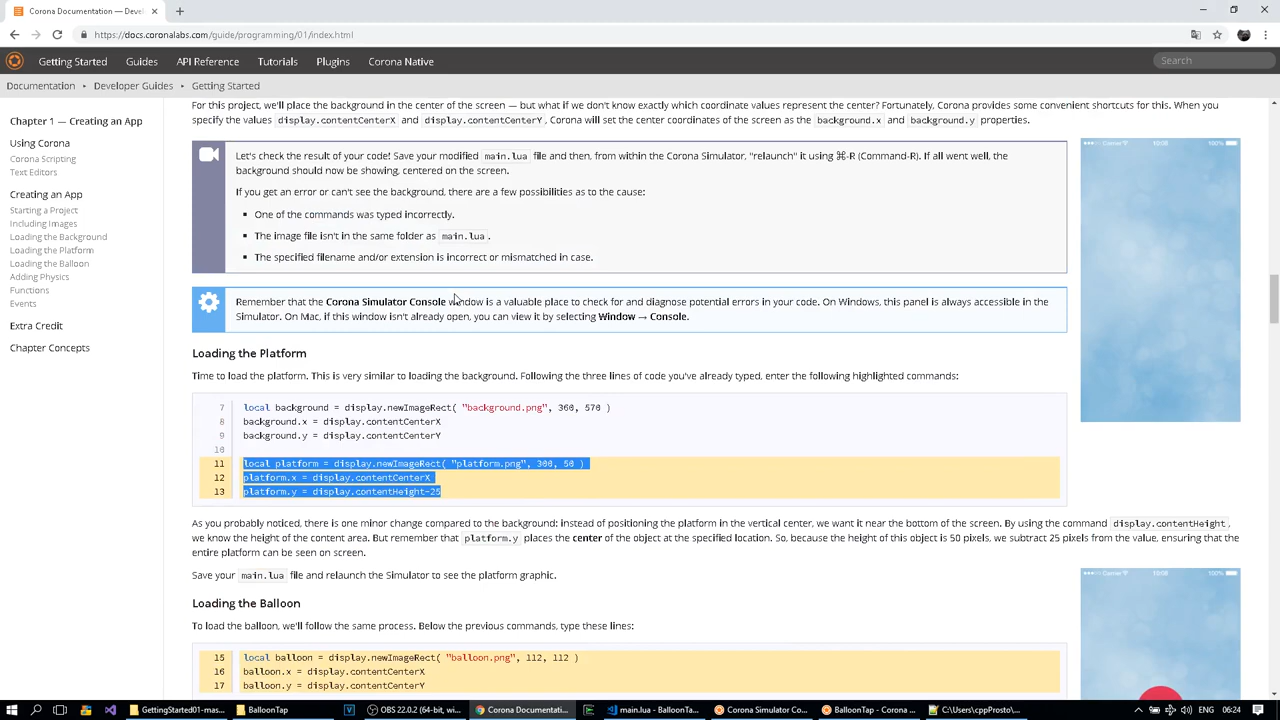 Corona Documentation — Devel
https://docs.coronalabs.com/guide/programming/01/index.html
Getting Started Guides API Reference Tutorials Plugins Corona Native Search
Documentation ▸ Developer Guides ▸ Getting Started
Chapter 1 — Creating an App
Using Corona
Corona Scripting
Text Editors
Creating an App
Starting a Project
Including Images
Loading the Background
Loading the Platform
Loading the Balloon
Adding Physics
Functions
Events
Extra Credit
Chapter Concepts
For this project, we'll place the background in the center of the screen — but what if we don't know exactly which coordinate values represent the center? Fortunately, Corona provides some convenient shortcuts for this. When you
specify the values display.contentCenterX and display.contentCenterY, Corona will set the center coordinates of the screen as the background.x and background.y properties.
Let's check the result of your code! Save your modified main.lua file and then, from within the Corona Simulator, "relaunch" it using ⌘-R (Command-R). If all went well, the
background should now be showing, centered on the screen.
If you get an error or can't see the background, there are a few possibilities as to the cause:
▪ One of the commands was typed incorrectly.
▪ The image file isn't in the same folder as main.lua.
▪ The specified filename and/or extension is incorrect or mismatched in case.
Remember that the Corona Simulator Console window is a valuable place to check for and diagnose potential errors in your code. On Windows, this panel is always accessible in the
Simulator. On Mac, if this window isn't already open, you can view it by selecting Window → Console.
Loading the Platform
Time to load the platform. This is very similar to loading the background. Following the three lines of code you've already typed, enter the following highlighted commands:
7 local background = display.newImageRect( "background.png", 360, 570 )
8 background.x = display.contentCenterX
9 background.y = display.contentCenterY
10
11 local platform = display.newImageRect( "platform.png", 300, 50 )
12 platform.x = display.contentCenterX
13 platform.y = display.contentHeight-25
As you probably noticed, there is one minor change compared to the background: instead of positioning the platform in the vertical center, we want it near the bottom of the screen. By using the command display.contentHeight,
we know the height of the content area. But remember that platform.y places the center of the object at the specified location. So, because the height of this object is 50 pixels, we subtract 25 pixels from the value, ensuring that the
entire platform can be seen on screen.
Save your main.lua file and relaunch the Simulator to see the platform graphic.
Loading the Balloon
To load the balloon, we'll follow the same process. Below the previous commands, type these lines:
15 local balloon = display.newImageRect( "balloon.png", 112, 112 )
16 balloon.x = display.contentCenterX
17 balloon.y = display.contentCenterY
Carrier 100%
Carrier 100%
GettingStarted01-mas... BalloonTap OBS 22.0.2 (64-bit, wi... Corona Documentati... main.lua - BalloonTa... Corona Simulator Co... BalloonTap - Corona ... C:\Users\cppProsto\... ENG 06:24